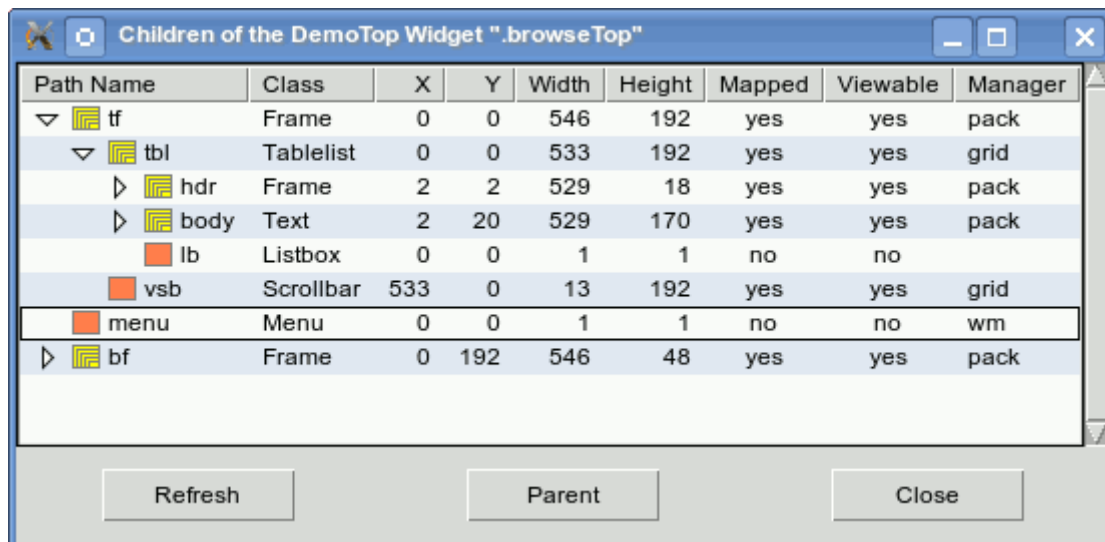 Children of the DemoTop Widget ".browseTop"
Path Name Class X Y Width Height Mapped Viewable Manager
tf Frame 0 0 546 192 yes yes pack
tbl Tablelist 0 0 533 192 yes yes grid
hdr Frame 2 2 529 18 yes yes pack
body Text 2 20 529 170 yes yes pack
lb Listbox 0 0 1 1 no no
vsb Scrollbar 533 0 13 192 yes yes grid
menu Menu 0 0 1 1 no no wm
bf Frame 0 192 546 48 yes yes pack
Refresh Parent Close